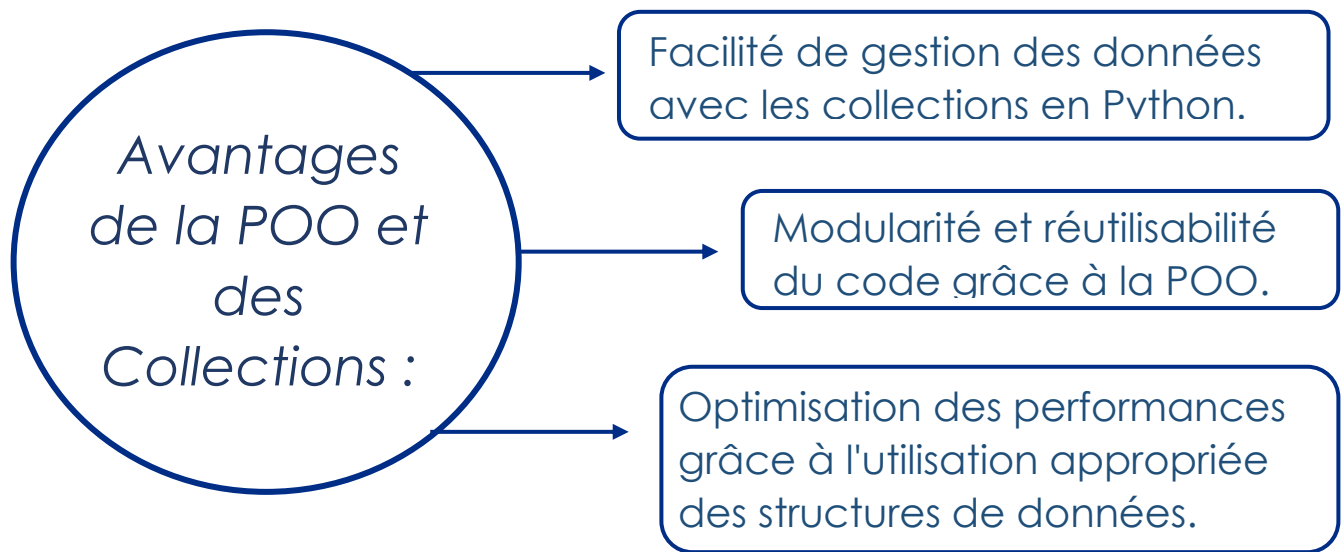 Avantages
de la POO et
des
Collections :
Facilité de gestion des données
avec les collections en Python.
Modularité et réutilisabilité
du code grâce à la POO.
Optimisation des performances
grâce à l'utilisation appropriée
des structures de données.